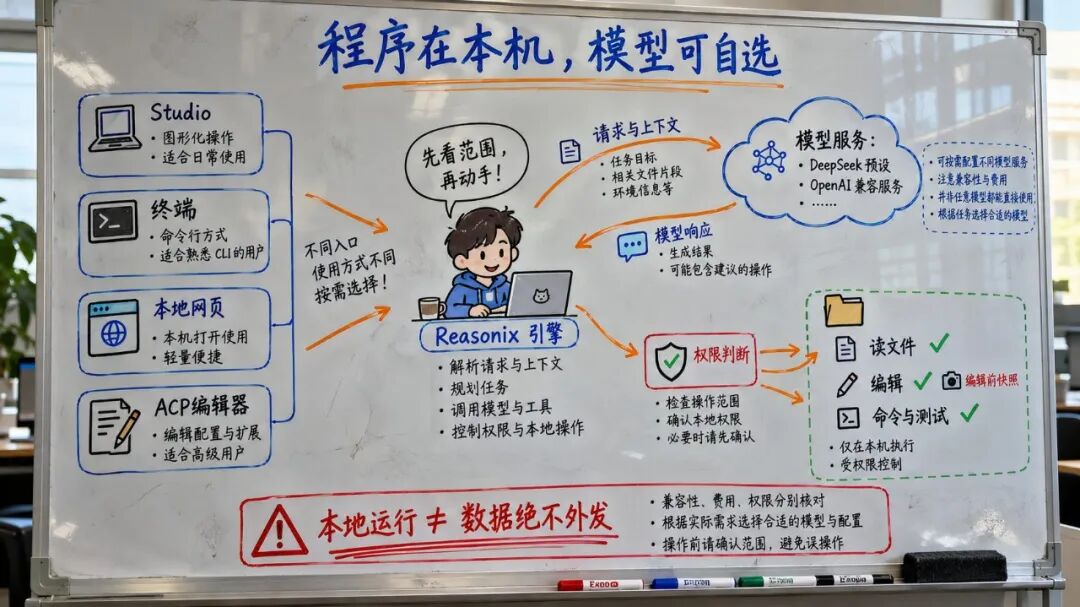 程序在本机，模型可自选
Studio
• 图形化操作
• 适合日常使用
终端
• 命令行方式
• 适合熟悉 CLI 的用户
本地网页
• 本机打开使用
• 轻量便捷
ACP编辑器
• 编辑配置与扩展
• 适合高级用户
不同入口
使用方式不同
按需选择！
先看范围，
再动手！
Reasonix 引擎
• 解析请求与上下文
• 规划任务
• 调用模型与工具
• 控制权限与本地操作
请求与上下文
• 任务目标
• 相关文件片段
• 环境信息等
模型响应
• 生成结果
• 可能包含建议的操作
模型服务：
• DeepSeek 预设
• OpenAI 兼容服务
• ……
• 可按需配置不同模型服务
• 注意兼容性与费用
• 并非任意模型都能直接使用
• 根据任务选择合适的模型
权限判断
• 检查操作范围
• 确认本地权限
• 必要时请先确认
读文件
编辑
编辑前快照
命令与测试
• 仅在本机执行
• 受权限控制
本地运行 ≠ 数据绝不外发
• 兼容性、费用、权限分别核对
• 根据实际需求选择合适的模型与配置
• 操作前请确认范围，避免误操作